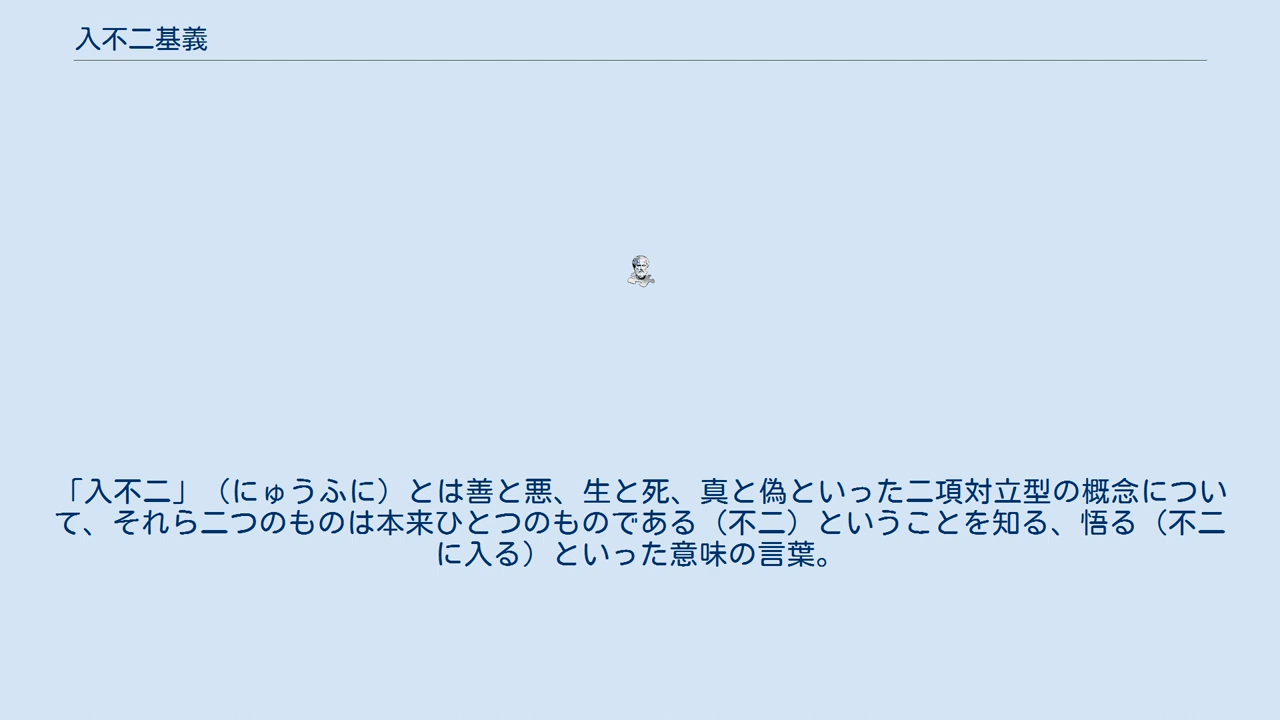 入不二基義
「入不二」（にゅうふに）とは善と悪、生と死、真と偽といった二項対立型の概念につい
て、それら二つのものは本来ひとつのものである（不二）ということを知る、悟る（不二
に入る）といった意味の言葉。